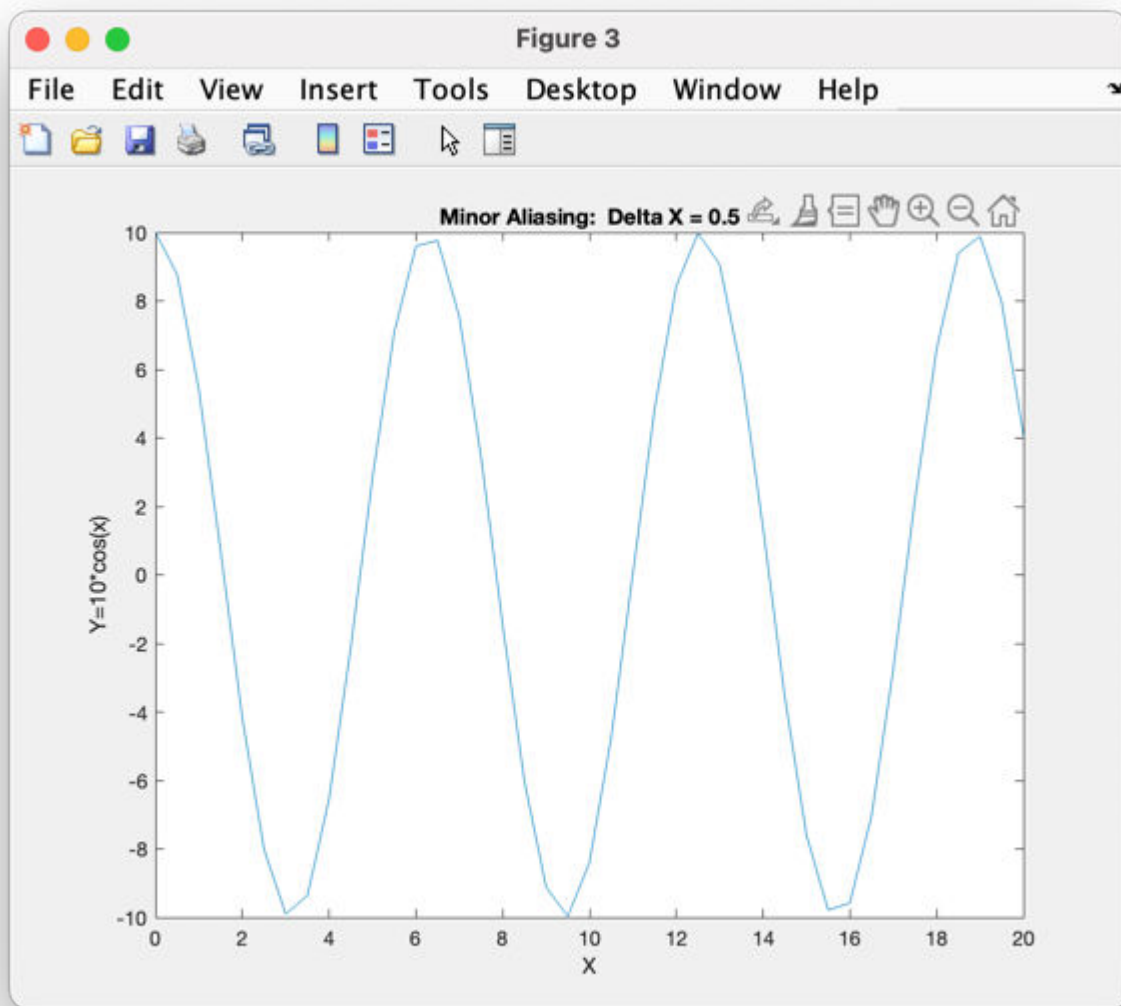 Figure 3
File Edit View Insert Tools Desktop Window Help
Minor Aliasing:  Delta X = 0.5
10
8
6
4
2
0
-2
-4
-6
-8
-10
Y=10*cos(x)
0 2 4 6 8 10 12 14 16 18 20
X